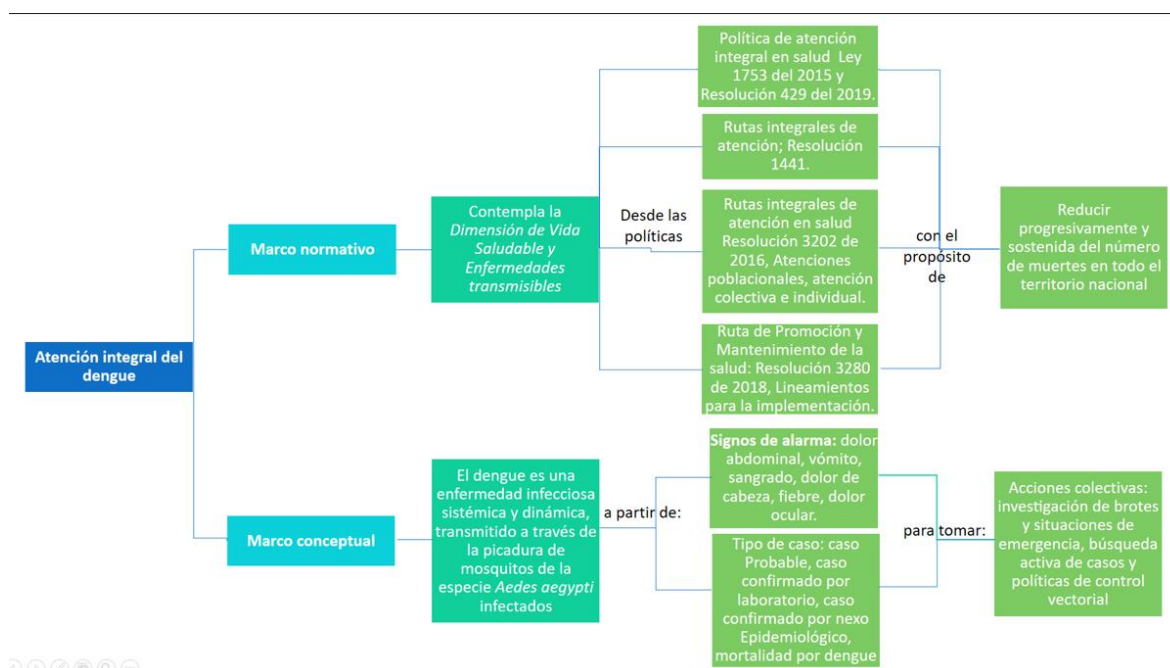 Atención integral del
dengue
Marco normativo
Contempla la
Dimensión de Vida
Saludable y
Enfermedades
transmisibles
Desde las
políticas
Política de atención
integral en salud Ley
1753 del 2015 y
Resolución 429 del 2019.
Rutas integrales de
atención; Resolución
1441.
Rutas integrales de
atención en salud
Resolución 3202 de
2016, Atenciones
poblacionales, atención
colectiva e individual.
Ruta de Promoción y
Mantenimiento de la
salud: Resolución 3280
de 2018, Lineamientos
para la implementación.
con el
propósito
de
Reducir
progresivamente y
sostenida del número
de muertes en todo el
territorio nacional
Marco conceptual
El dengue es una
enfermedad infecciosa
sistémica y dinámica,
transmitido a través de
la picadura de
mosquitos de la
especie Aedes aegypti
infectados
a partir de:
Signos de alarma: dolor
abdominal, vómito,
sangrado, dolor de
cabeza, fiebre, dolor
ocular.
Tipo de caso: caso
Probable, caso
confirmado por
laboratorio, caso
confirmado por nexo
Epidemiológico,
mortalidad por dengue
para tomar:
Acciones colectivas:
investigación de brotes
y situaciones de
emergencia, búsqueda
activa de casos y
políticas de control
vectorial